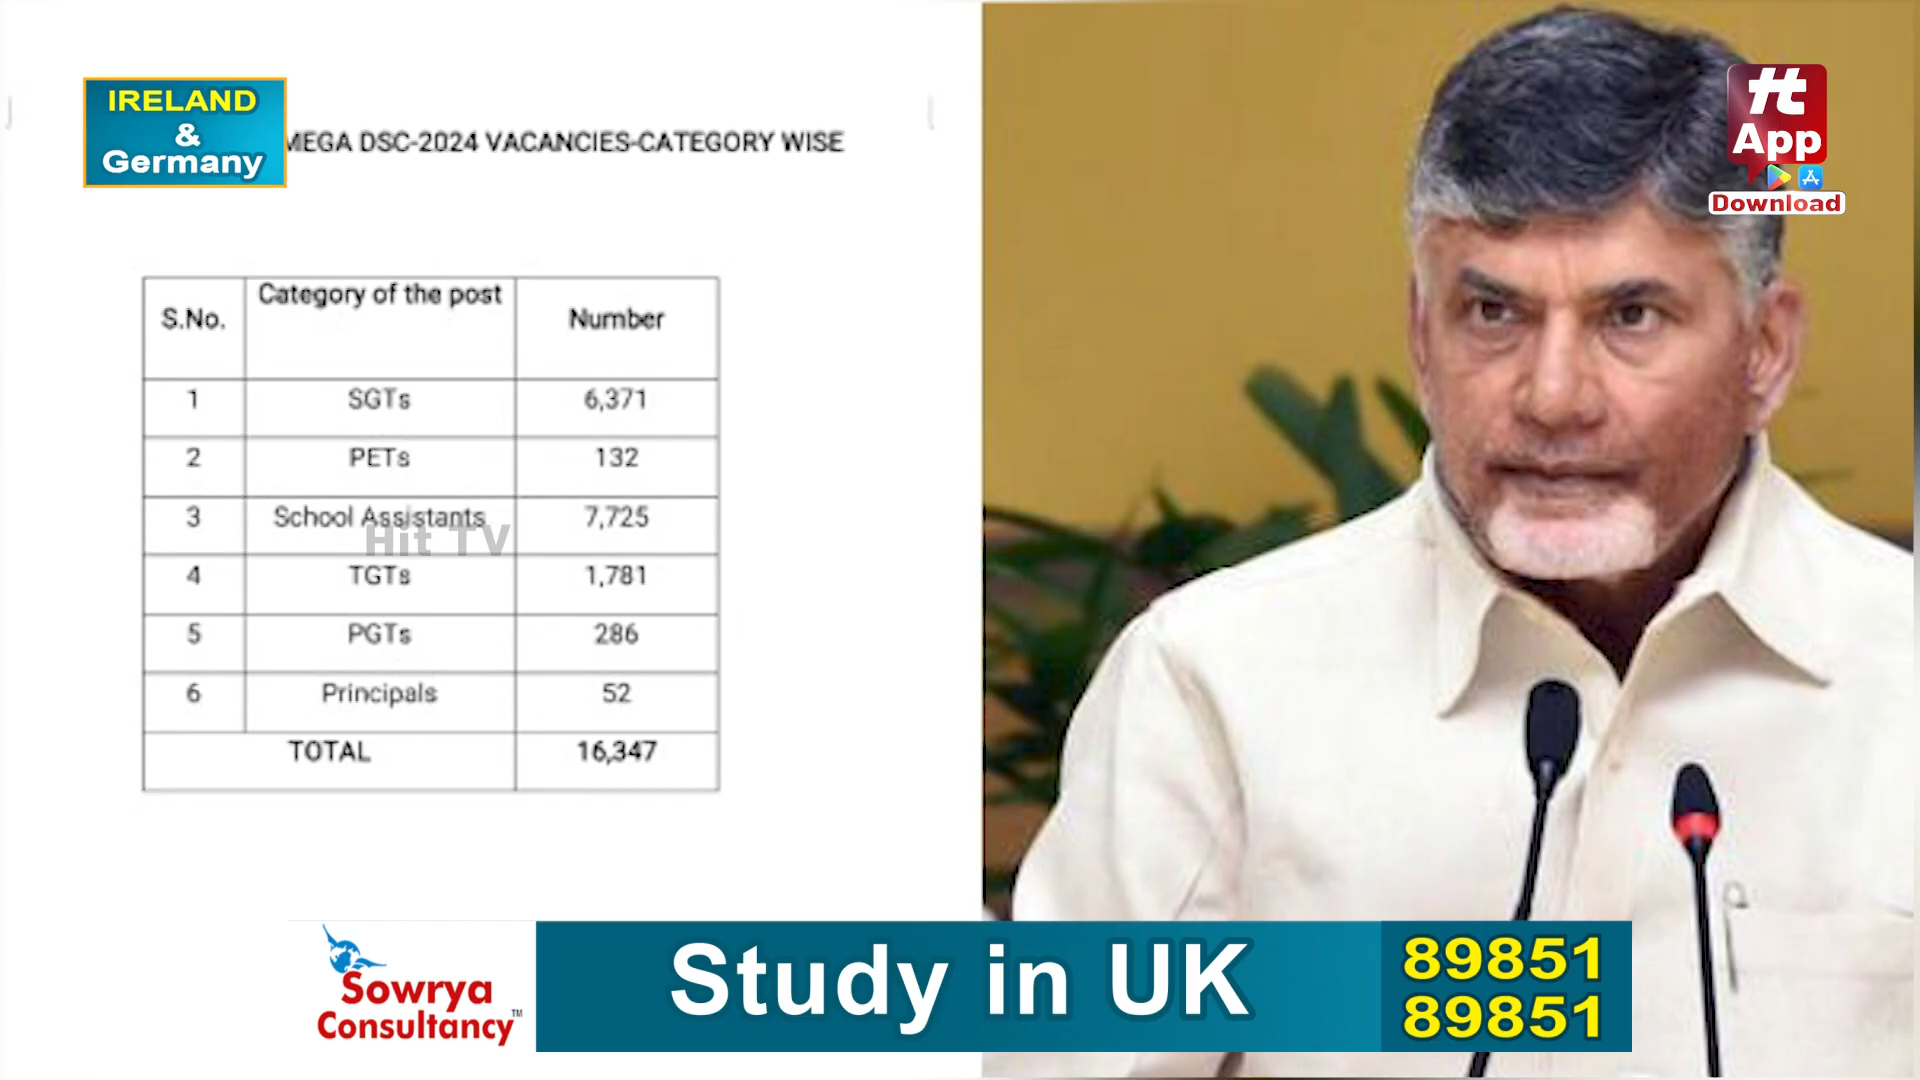 IRELAND
&
Germany
MEGA DSC-2024 VACANCIES-CATEGORY WISE
S.No. Category of the post Number
1 SGTs 6,371
2 PETs 132
3 School Assistants 7,725
Hit TV
4 TGTs 1,781
5 PGTs 286
6 Principals 52
TOTAL 16,347
tt
App
Download
Sowrya
Consultancy™
Study in UK
89851
89851